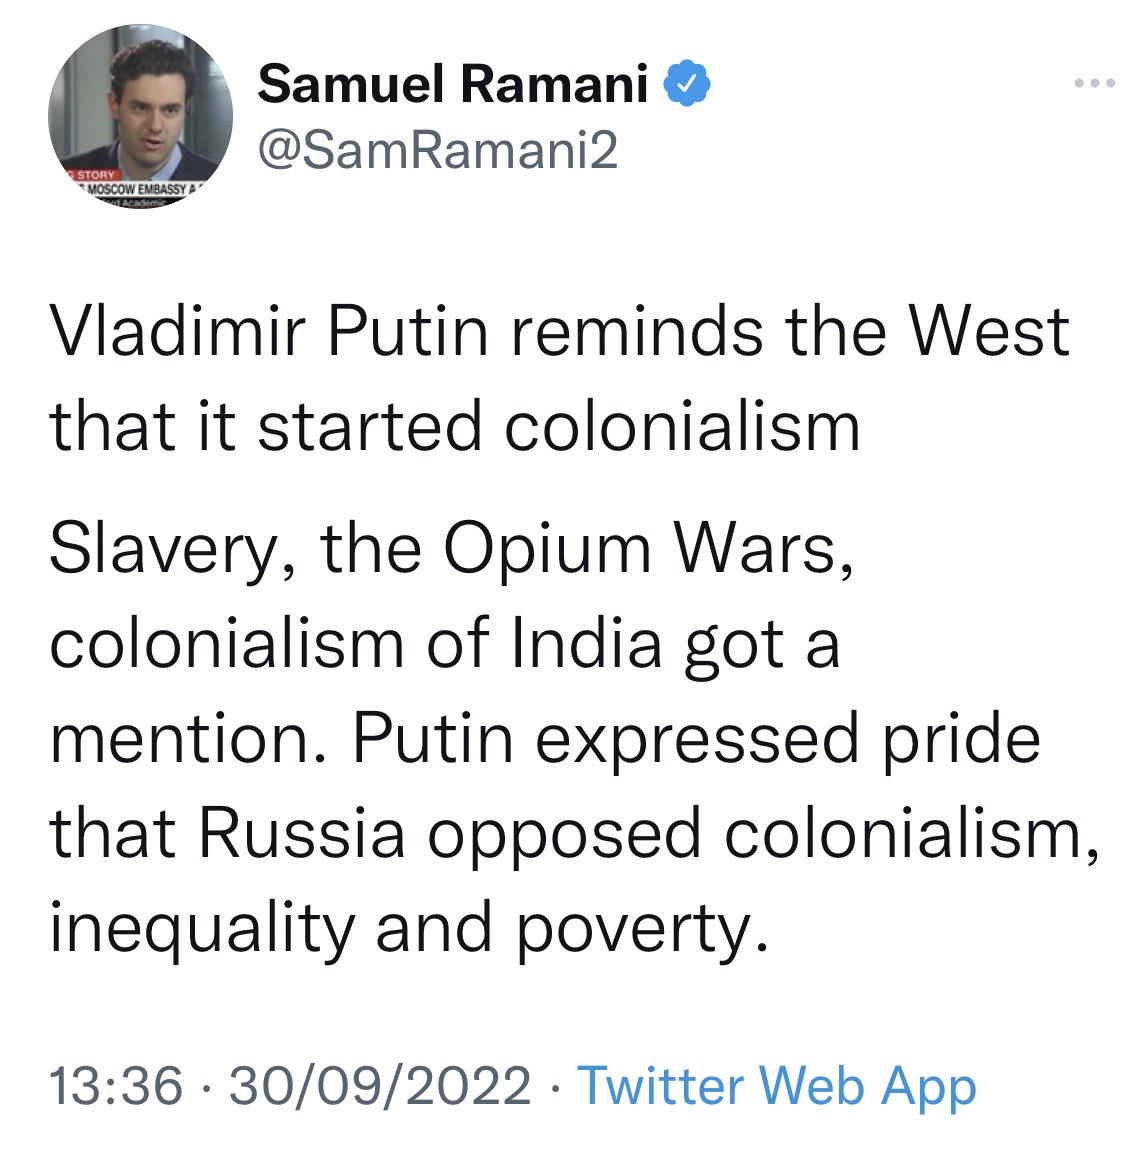 Samuel Ramani
@SamRamani2
STORY
MOSCOW EMBASSY
Academic
Vladimir Putin reminds the West
that it started colonialism
Slavery, the Opium Wars,
colonialism of India got a
mention. Putin expressed pride
that Russia opposed colonialism,
inequality and poverty.
13:36 · 30/09/2022 · Twitter Web App